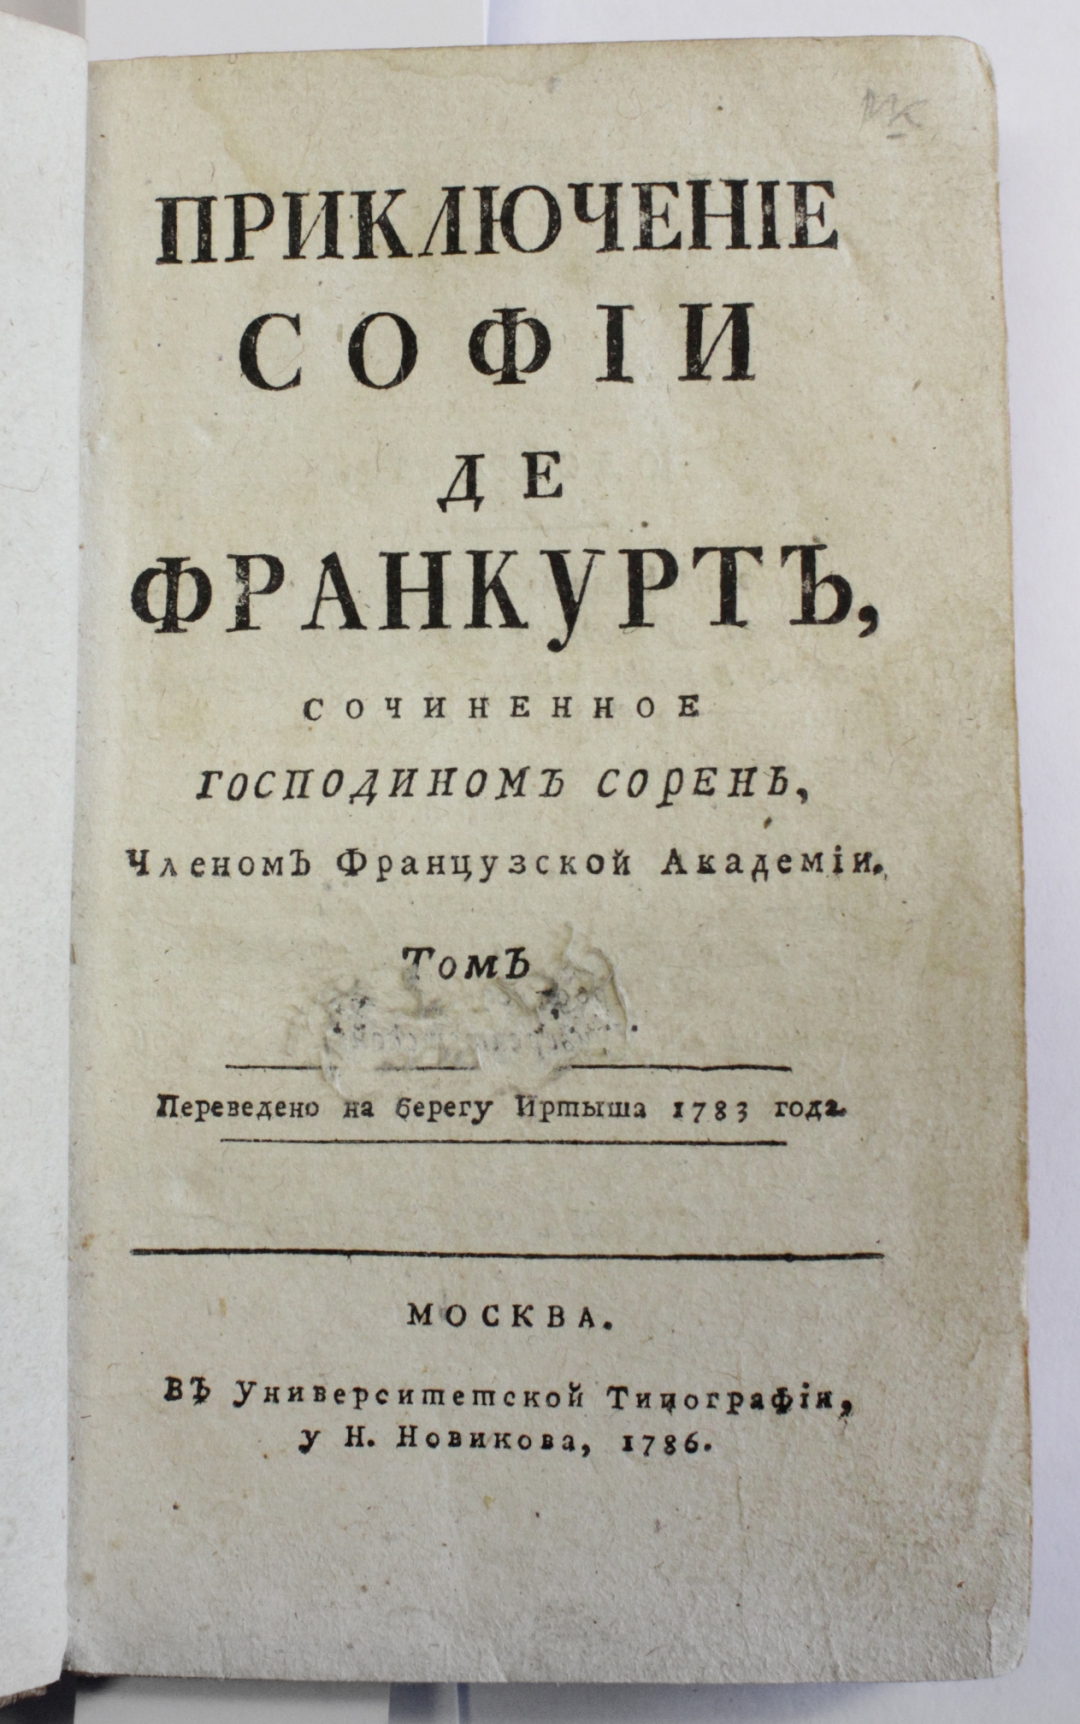 ПРИКЛЮЧЕНІЕ
СОФІИ
ДЕ
ФРАНКУРТЪ,
СОЧИНЕННОЕ
ГОСПОДИНОМЪ СОРЕНЬ,
Членомъ Французской Академіи.
Томъ
Переведено на берегу Иртыша 1783 года.
МОСКВА.
Въ Университетской Типографіи,
у Н. Новикова, 1786.